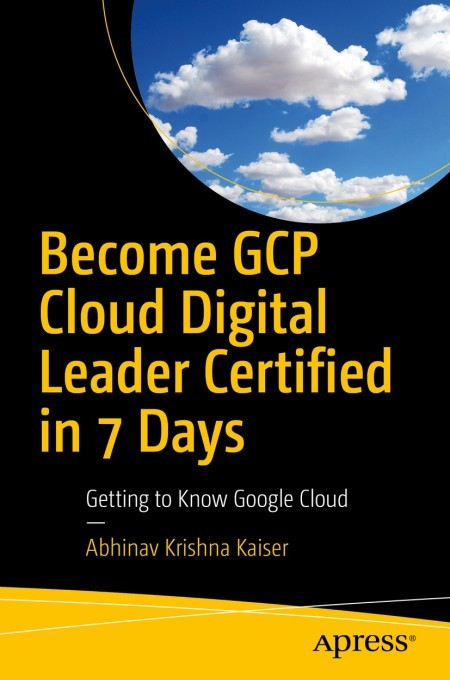 Become GCP
Cloud Digital
Leader Certified
in 7 Days
Getting to Know Google Cloud
Abhinav Krishna Kaiser
Apress®